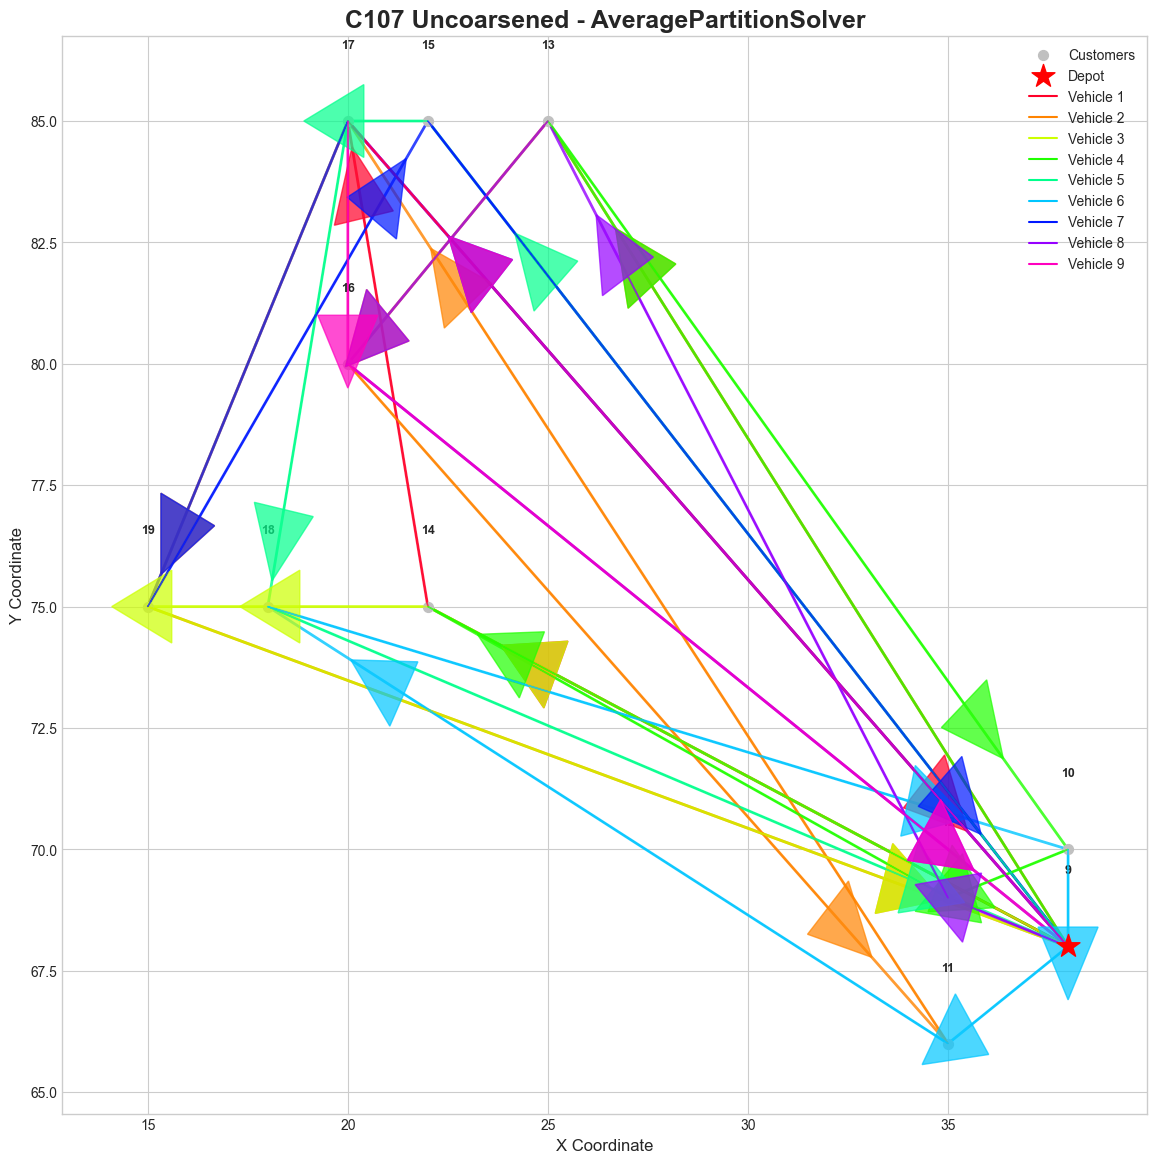 C107 Uncoarsened - AveragePartitionSolver
17 15 13
Customers
Depot
Vehicle 1
Vehicle 2
Vehicle 3
Vehicle 4
Vehicle 5
Vehicle 6
Vehicle 7
Vehicle 8
Vehicle 9
16
19 18 14
10
9
11
85.0
82.5
80.0
77.5
75.0
72.5
70.0
67.5
65.0
Y Coordinate
15 20 25 30 35
X Coordinate